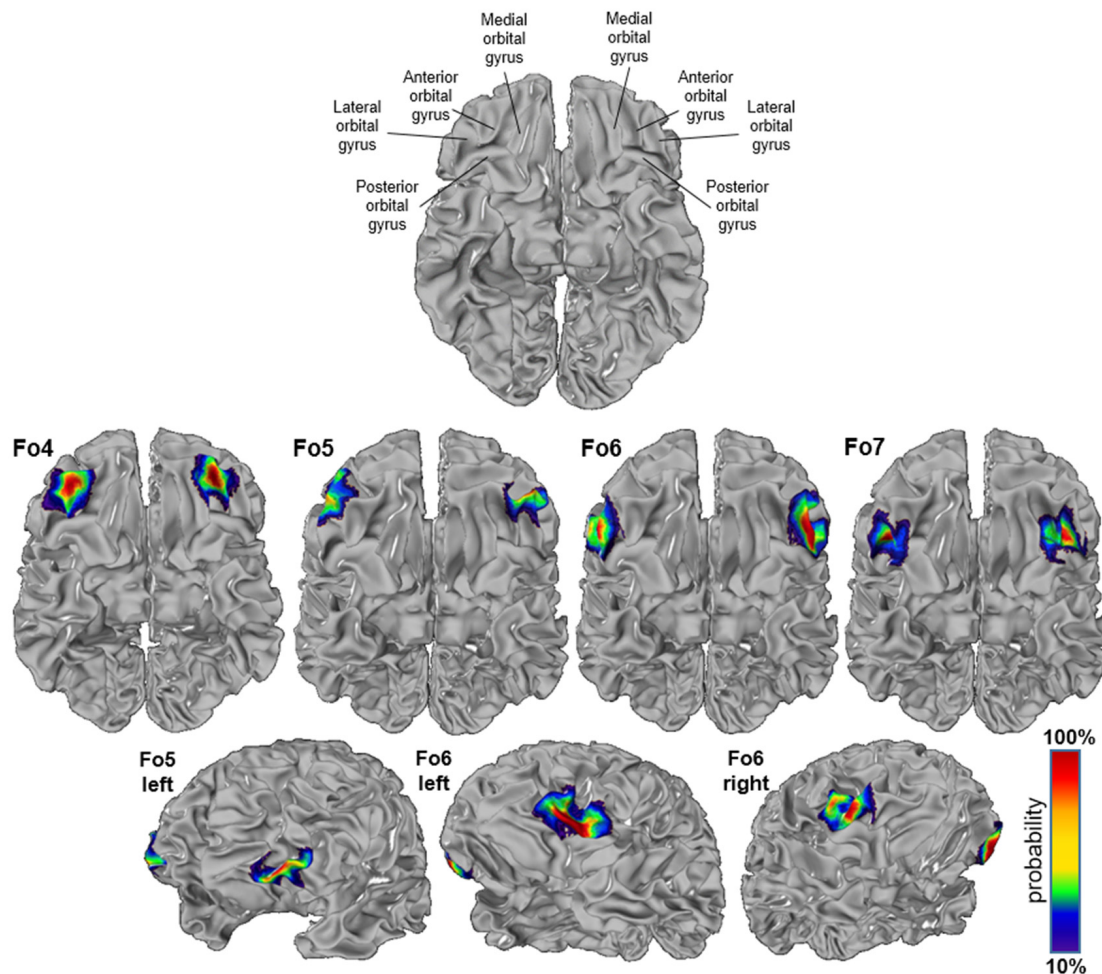 Medial
orbital
gyrus
Medial
orbital
gyrus
Anterior
orbital
gyrus
Anterior
orbital
gyrus
Lateral
orbital
gyrus
Lateral
orbital
gyrus
Posterior
orbital
gyrus
Posterior
orbital
gyrus
Fo4
Fo5
Fo6
Fo7
Fo5
left
Fo6
left
Fo6
right
100%
probability
10%